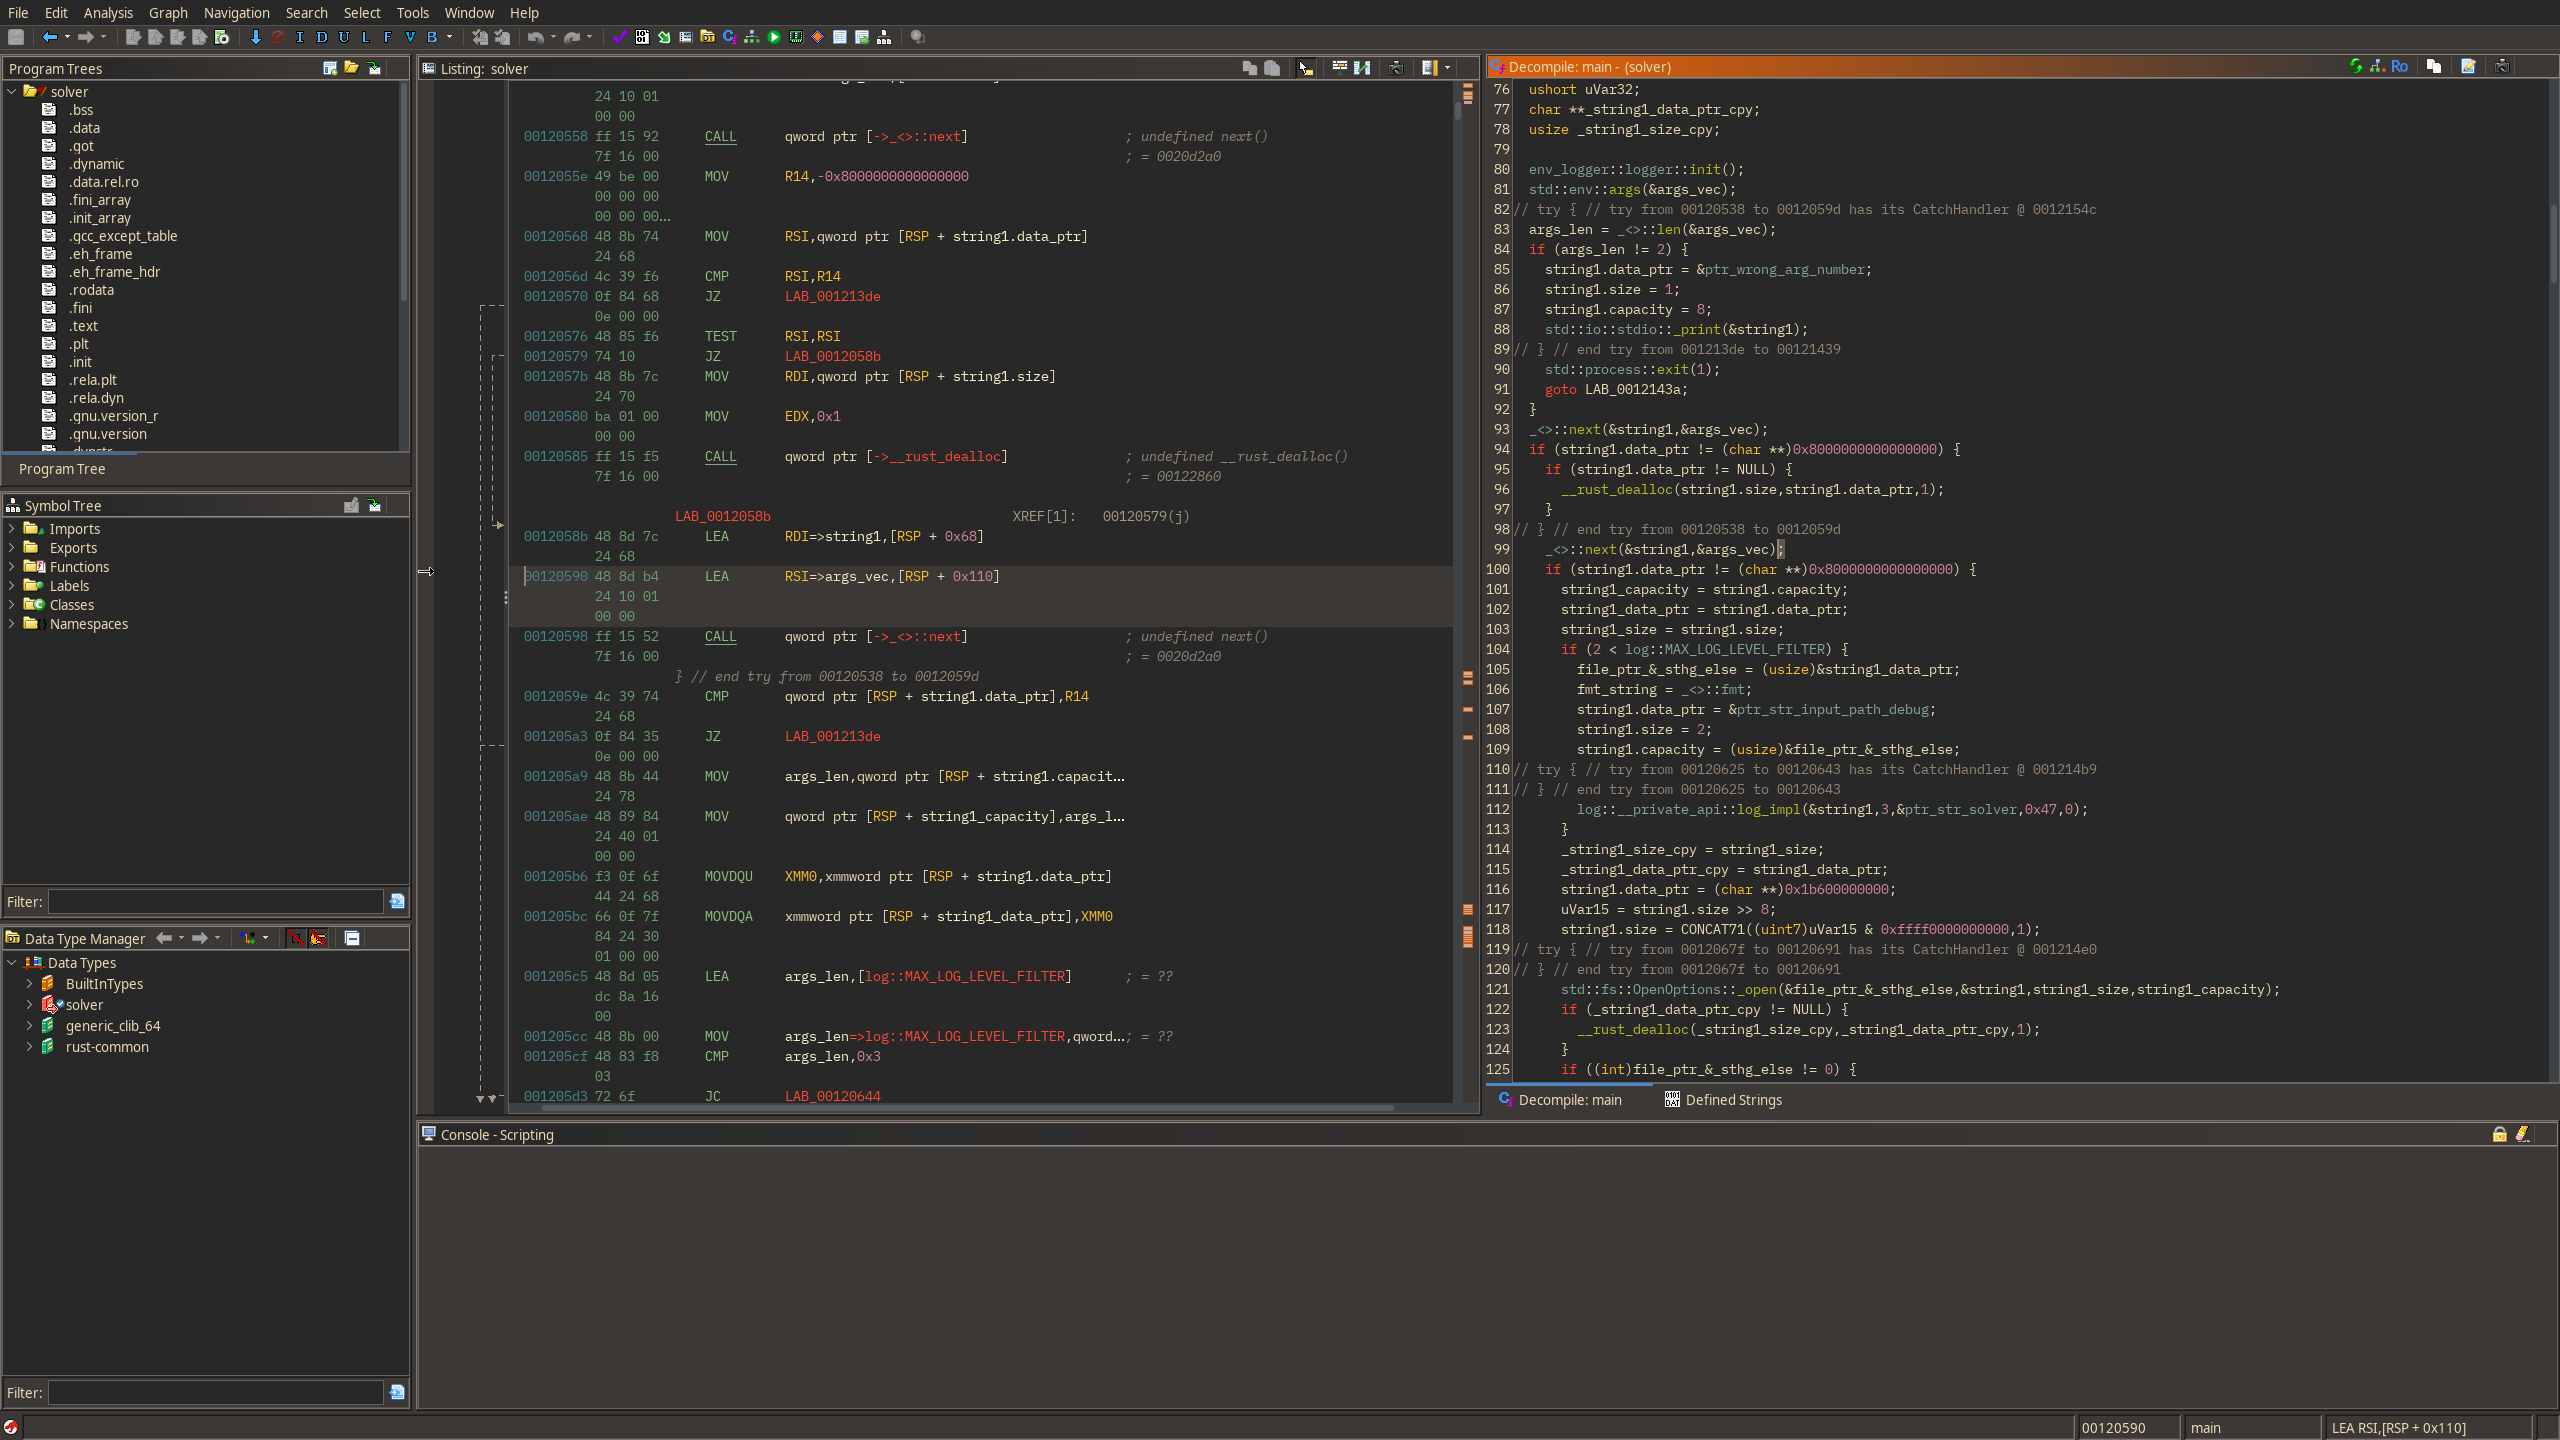 File Edit Analysis Graph Navigation Search Select Tools Window Help
I D U L F V B
Program Trees
solver
.bss
.data
.got
.dynamic
.data.rel.ro
.fini_array
.init_array
.gcc_except_table
.eh_frame
.eh_frame_hdr
.rodata
.fini
.text
.plt
.init
.rela.plt
.rela.dyn
.gnu.version_r
.gnu.version
Program Tree
Symbol Tree
Imports
Exports
Functions
Labels
Classes
Namespaces
Filter:
Data Type Manager
Data Types
BuiltInTypes
solver
generic_clib_64
rust-common
Filter:
Listing: solver
24 10 01
00 00
00120558 ff 15 92 CALL qword ptr [->_<>::next] ; undefined next()
7f 16 00 ; = 0020d2a0
0012055e 49 be 00 MOV R14,-0x8000000000000000
00 00 00
00 00 00...
00120568 48 8b 74 MOV RSI,qword ptr [RSP + string1.data_ptr]
24 68
0012056d 4c 39 f6 CMP RSI,R14
00120570 0f 84 68 JZ LAB_001213de
0e 00 00
00120576 48 85 f6 TEST RSI,RSI
00120579 74 10 JZ LAB_0012058b
0012057b 48 8b 7c MOV RDI,qword ptr [RSP + string1.size]
24 70
00120580 ba 01 00 MOV EDX,0x1
00 00
00120585 ff 15 f5 CALL qword ptr [->__rust_dealloc] ; undefined __rust_dealloc()
7f 16 00 ; = 00122860
LAB_0012058b XREF[1]: 00120579(j)
0012058b 48 8d 7c LEA RDI=>string1,[RSP + 0x68]
24 68
00120590 48 8d b4 LEA RSI=>args_vec,[RSP + 0x110]
24 10 01
00 00
00120598 ff 15 52 CALL qword ptr [->_<>::next] ; undefined next()
7f 16 00 ; = 0020d2a0
} // end try from 00120538 to 0012059d
0012059e 4c 39 74 CMP qword ptr [RSP + string1.data_ptr],R14
24 68
001205a3 0f 84 35 JZ LAB_001213de
0e 00 00
001205a9 48 8b 44 MOV args_len,qword ptr [RSP + string1.capacit...
24 78
001205ae 48 89 84 MOV qword ptr [RSP + string1_capacity],args_l...
24 40 01
00 00
001205b6 f3 0f 6f MOVDQU XMM0,xmmword ptr [RSP + string1.data_ptr]
44 24 68
001205bc 66 0f 7f MOVDQA xmmword ptr [RSP + string1_data_ptr],XMM0
84 24 30
01 00 00
001205c5 48 8d 05 LEA args_len,[log::MAX_LOG_LEVEL_FILTER] ; = ??
dc 8a 16
00
001205cc 48 8b 00 MOV args_len=>log::MAX_LOG_LEVEL_FILTER,qword...; = ??
001205cf 48 83 f8 CMP args_len,0x3
03
001205d3 72 6f JC LAB_00120644
Decompile: main - (solver)
Ro
76 ushort uVar32;
77 char **_string1_data_ptr_cpy;
78 usize _string1_size_cpy;
79
80 env_logger::logger::init();
81 std::env::args(&args_vec);
82 // try { // try from 00120538 to 0012059d has its CatchHandler @ 0012154c
83 args_len = _<>::len(&args_vec);
84 if (args_len != 2) {
85 string1.data_ptr = &ptr_wrong_arg_number;
86 string1.size = 1;
87 string1.capacity = 8;
88 std::io::stdio::_print(&string1);
89 // } // end try from 001213de to 00121439
90 std::process::exit(1);
91 goto LAB_0012143a;
92 }
93 _<>::next(&string1,&args_vec);
94 if (string1.data_ptr != (char **)0x8000000000000000) {
95 if (string1.data_ptr != NULL) {
96 __rust_dealloc(string1.size,string1.data_ptr,1);
97 }
98 // } // end try from 00120538 to 0012059d
99 _<>::next(&string1,&args_vec);
100 if (string1.data_ptr != (char **)0x8000000000000000) {
101 string1_capacity = string1.capacity;
102 string1_data_ptr = string1.data_ptr;
103 string1_size = string1.size;
104 if (2 < log::MAX_LOG_LEVEL_FILTER) {
105 file_ptr_&_sthg_else = (usize)&string1_data_ptr;
106 fmt_string = _<>::fmt;
107 string1.data_ptr = &ptr_str_input_path_debug;
108 string1.size = 2;
109 string1.capacity = (usize)&file_ptr_&_sthg_else;
110 // try { // try from 00120625 to 00120643 has its CatchHandler @ 001214b9
111 // } // end try from 00120625 to 00120643
112 log::__private_api::log_impl(&string1,3,&ptr_str_solver,0x47,0);
113 }
114 _string1_size_cpy = string1_size;
115 _string1_data_ptr_cpy = string1_data_ptr;
116 string1.data_ptr = (char **)0x1b600000000;
117 uVar15 = string1.size >> 8;
118 string1.size = CONCAT71((uint7)uVar15 & 0xffff0000000000,1);
119 // try { // try from 0012067f to 00120691 has its CatchHandler @ 001214e0
120 // } // end try from 0012067f to 00120691
121 std::fs::OpenOptions::_open(&file_ptr_&_sthg_else,&string1,string1_size,string1_capacity);
122 if (_string1_data_ptr_cpy != NULL) {
123 __rust_dealloc(_string1_size_cpy,_string1_data_ptr_cpy,1);
124 }
125 if ((int)file_ptr_&_sthg_else != 0) {
Decompile: main Defined Strings
Console - Scripting
00120590 main LEA RSI,[RSP + 0x110]